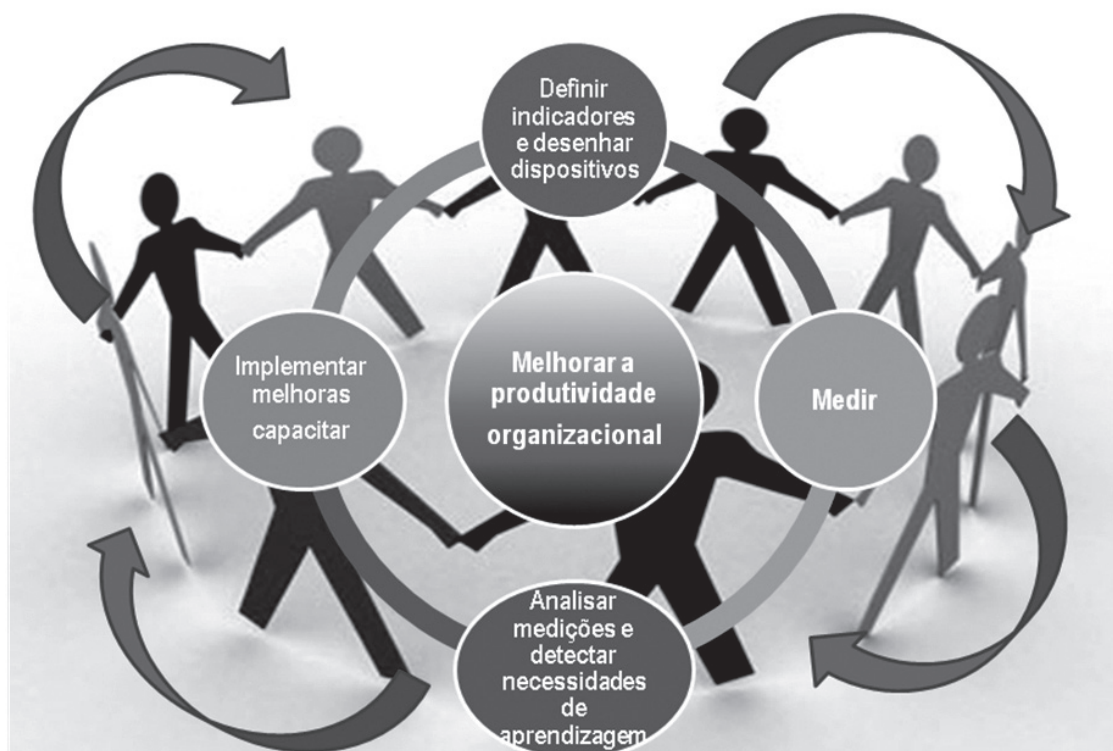 Definir
indicadores
e desenhar
dispositivos
Implementar
melhoras
capacitar
Melhorar a
produtividade
organizacional
Medir
Analisar
medições e
detectar
necessidades
de
aprendizagem